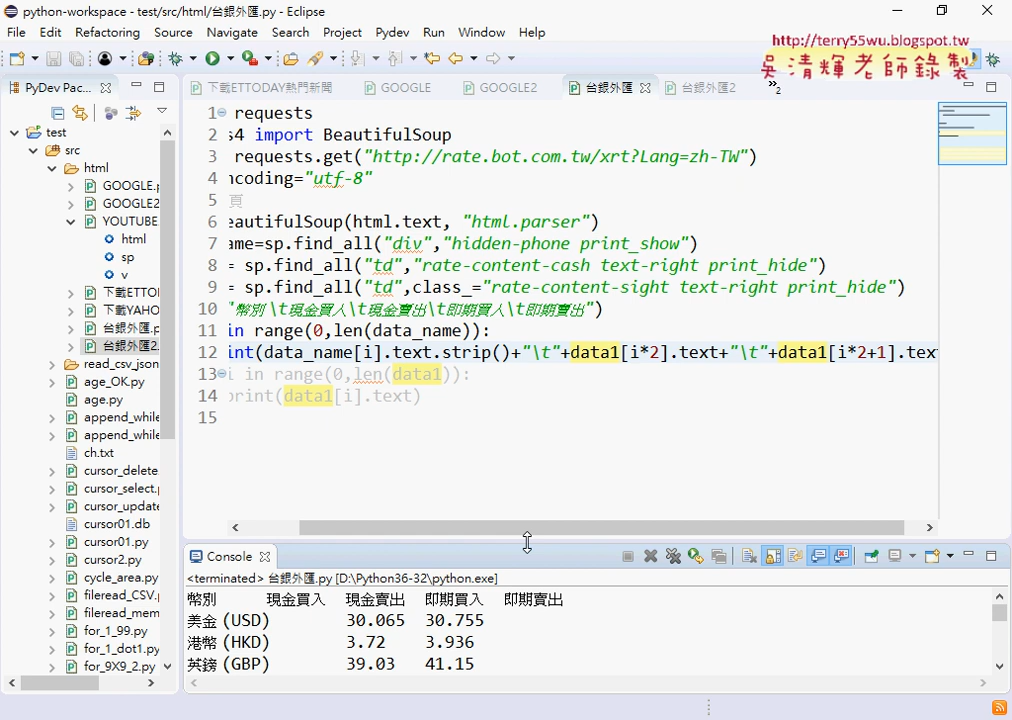 python-workspace - test/src/html/台銀外匯.py - Eclipse
File Edit Refactoring Source Navigate Search Project Pydev Run Window Help
http://terry55wu.blogspot.tw
吳清輝老師錄製
PyDev Pac...
下載ETTODAY熱門新聞 GOOGLE GOOGLE2 台銀外匯 台銀外匯2 »2
test
src
html
GOOGLE.p
GOOGLE2
YOUTUBE
html
sp
v
下載ETTO
下載YAHO
台銀外匯.p
台銀外匯2.
read_csv_json
age_OK.py
age.py
append_while
append_while
ch.txt
cursor_delete.
cursor_select.p
cursor_update
cursor01.db
cursor01.py
cursor2.py
cycle_area.py
fileread_CSV.p
fileread_mem
for_1_99.py
for_1_dot1.py
for_9X9_2.py
1 requests
2 s4 import BeautifulSoup
3 requests.get("http://rate.bot.com.tw/xrt?Lang=zh-TW")
4 ncoding="utf-8"
5 頁
6 eautifulSoup(html.text, "html.parser")
7 ame=sp.find_all("div","hidden-phone print_show")
8 = sp.find_all("td","rate-content-cash text-right print_hide")
9 = sp.find_all("td",class_="rate-content-sight text-right print_hide")
10 "幣別\t現金買入\t現金賣出\t即期買入\t即期賣出")
11 in range(0,len(data_name)):
12 int(data_name[i].text.strip()+"\t"+data1[i*2].text+"\t"+data1[i*2+1].tex
13 i in range(0,len(data1)):
14 print(data1[i].text)
15
Console
<terminated> 台銀外匯.py [D:\Python36-32\python.exe]
幣別 現金買入 現金賣出 即期買入 即期賣出
美金 (USD) 30.065 30.755
港幣 (HKD) 3.72 3.936
英鎊 (GBP) 39.03 41.15